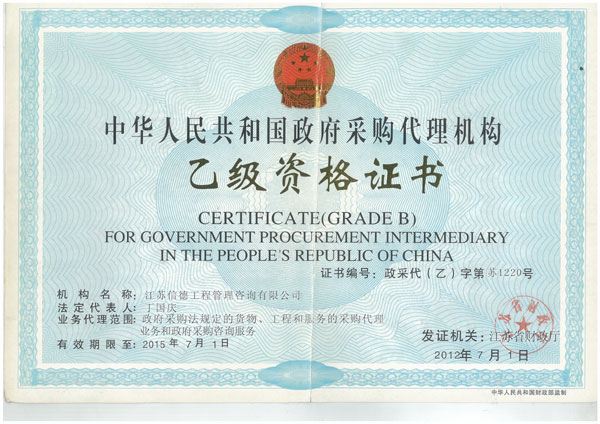 中华人民共和国政府采购代理机构
乙级资格证书
CERTIFICATE(GRADE B)
FOR GOVERNMENT PROCUREMENT INTERMEDIARY
IN THE PEOPLE'S REPUBLIC OF CHINA
证书编号：政采代（乙）字第苏1220号
机构名称：江苏信德工程管理咨询有限公司
法定代表人：丁国庆
业务代理范围：政府采购法规定的货物、工程和服务的采购代理
业务和政府采购咨询服务
有效期限至：2015年7月1日
发证机关：江苏省财政厅
2012年7月1日
中华人民共和国财政部监制